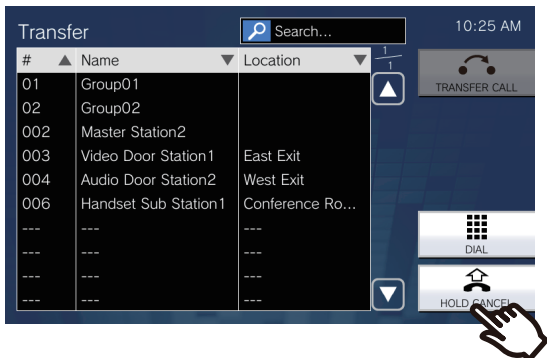 Transfer
Search...
10:25 AM
# Name Location
1
1
TRANSFER CALL
01 Group01
02 Group02
002 Master Station2
003 Video Door Station1 East Exit
004 Audio Door Station2 West Exit
006 Handset Sub Station1 Conference Ro...
--- --- ---
--- --- ---
--- --- ---
--- --- ---
DIAL
HOLD CANCEL